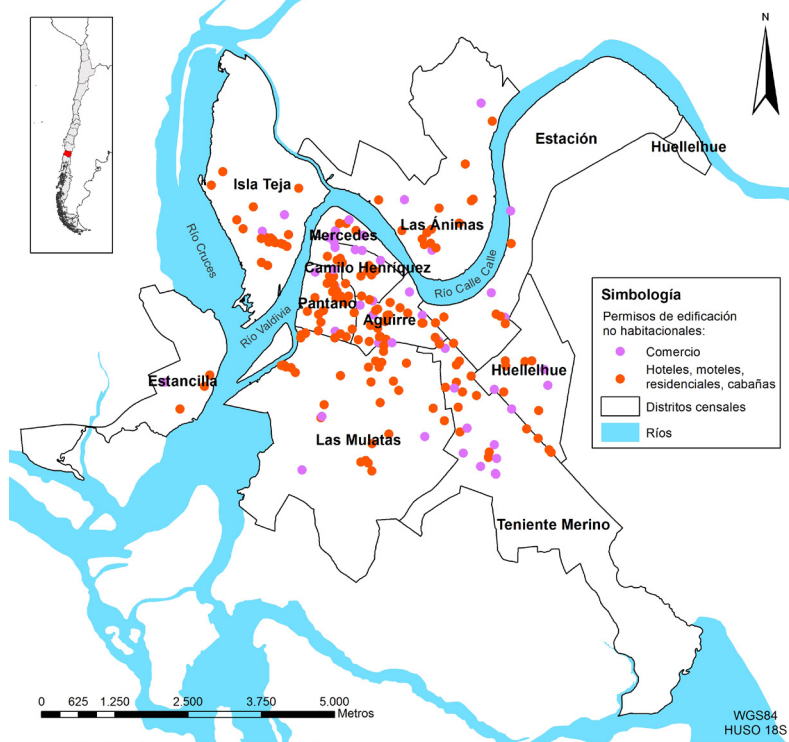 N
Estación
Huellelhue
Isla Teja
Las Ánimas
Mercedes
Río Cruces
Camilo Henríquez
Río Calle Calle
Pantano
Aguirre
Río Valdivia
Estancilla
Huellelhue
Las Mulatas
Teniente Merino
Simbología
Permisos de edificación
no habitacionales:
Comercio
Hoteles, moteles,
residenciales, cabañas
Distritos censales
Ríos
0 625 1.250 2.500 3.750 5.000
Metros
WGS84
HUSO 18S